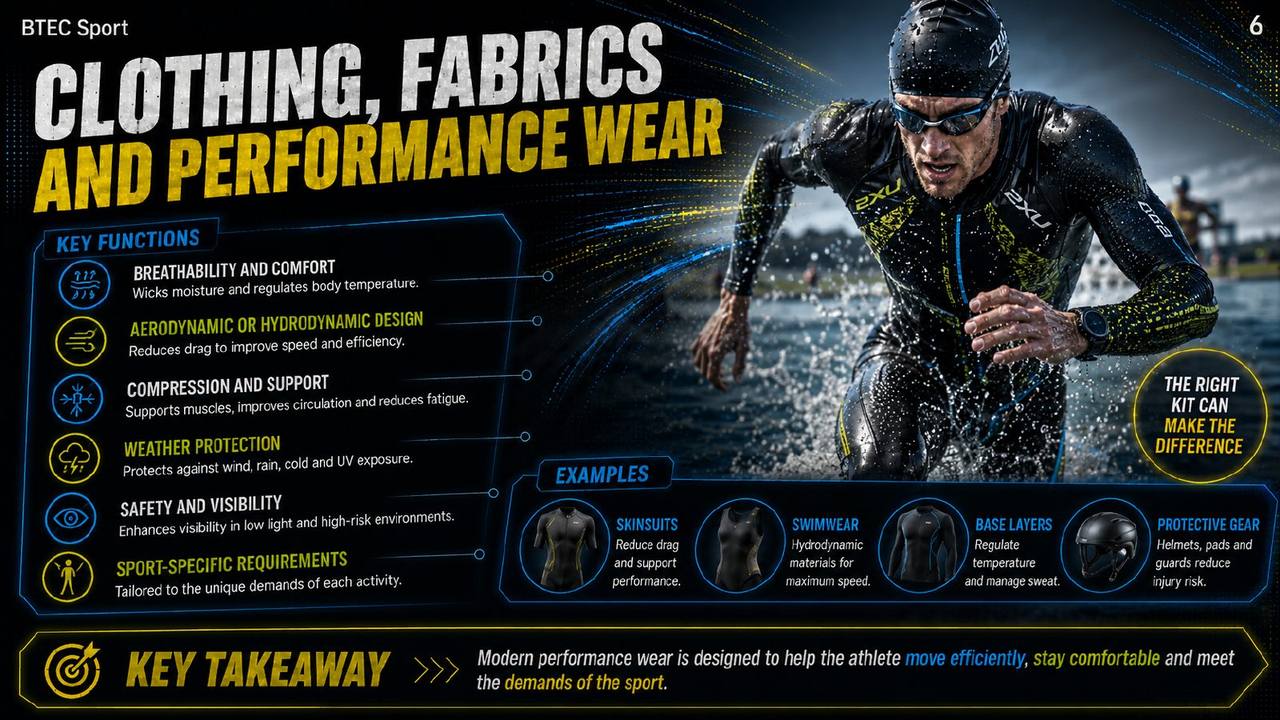 BTEC Sport
6
CLOTHING, FABRICS
AND PERFORMANCE WEAR
KEY FUNCTIONS
BREATHABILITY AND COMFORT
Wicks moisture and regulates body temperature.
AERODYNAMIC OR HYDRODYNAMIC DESIGN
Reduces drag to improve speed and efficiency.
COMPRESSION AND SUPPORT
Supports muscles, improves circulation and reduces fatigue.
WEATHER PROTECTION
Protects against wind, rain, cold and UV exposure.
SAFETY AND VISIBILITY
Enhances visibility in low light and high-risk environments.
SPORT-SPECIFIC REQUIREMENTS
Tailored to the unique demands of each activity.
2XU
2XU
THE RIGHT
KIT CAN
MAKE THE
DIFFERENCE
EXAMPLES
SKINSUITS
Reduce drag
and support
performance.
SWIMWEAR
Hydrodynamic
materials for
maximum speed.
BASE LAYERS
Regulate
temperature
and manage sweat.
PROTECTIVE GEAR
Helmets, pads and
guards reduce
injury risk.
KEY TAKEAWAY
Modern performance wear is designed to help the athlete move efficiently, stay comfortable and meet
the demands of the sport.